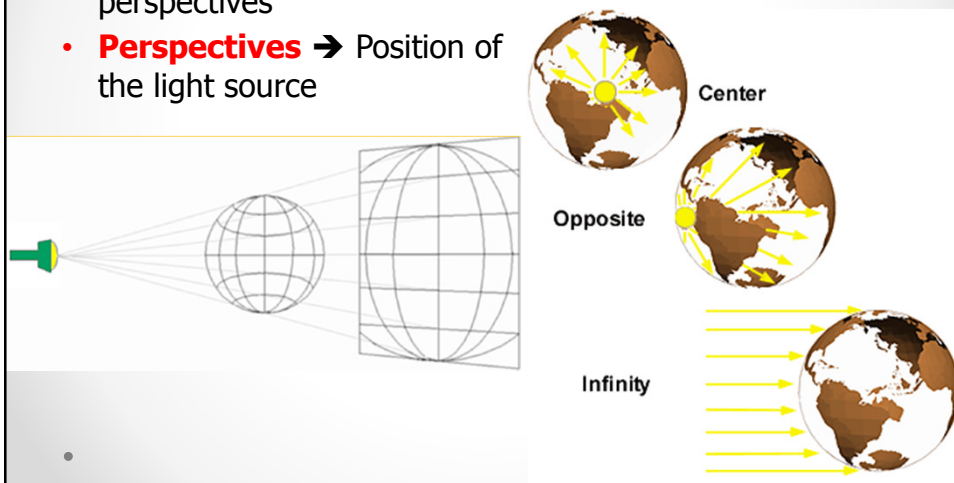 perspectives
• Perspectives ➔ Position of
the light source
Center
Opposite
Infinity